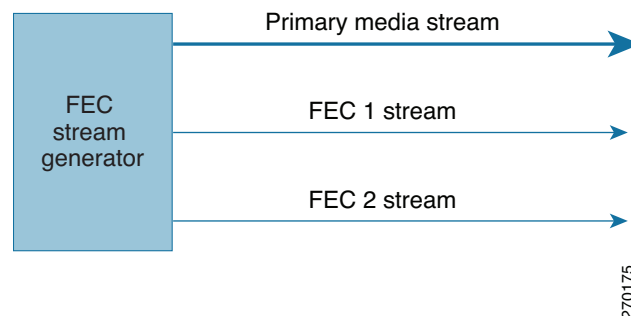 Primary media stream
FEC
stream
generator
FEC 1 stream
FEC 2 stream
270175